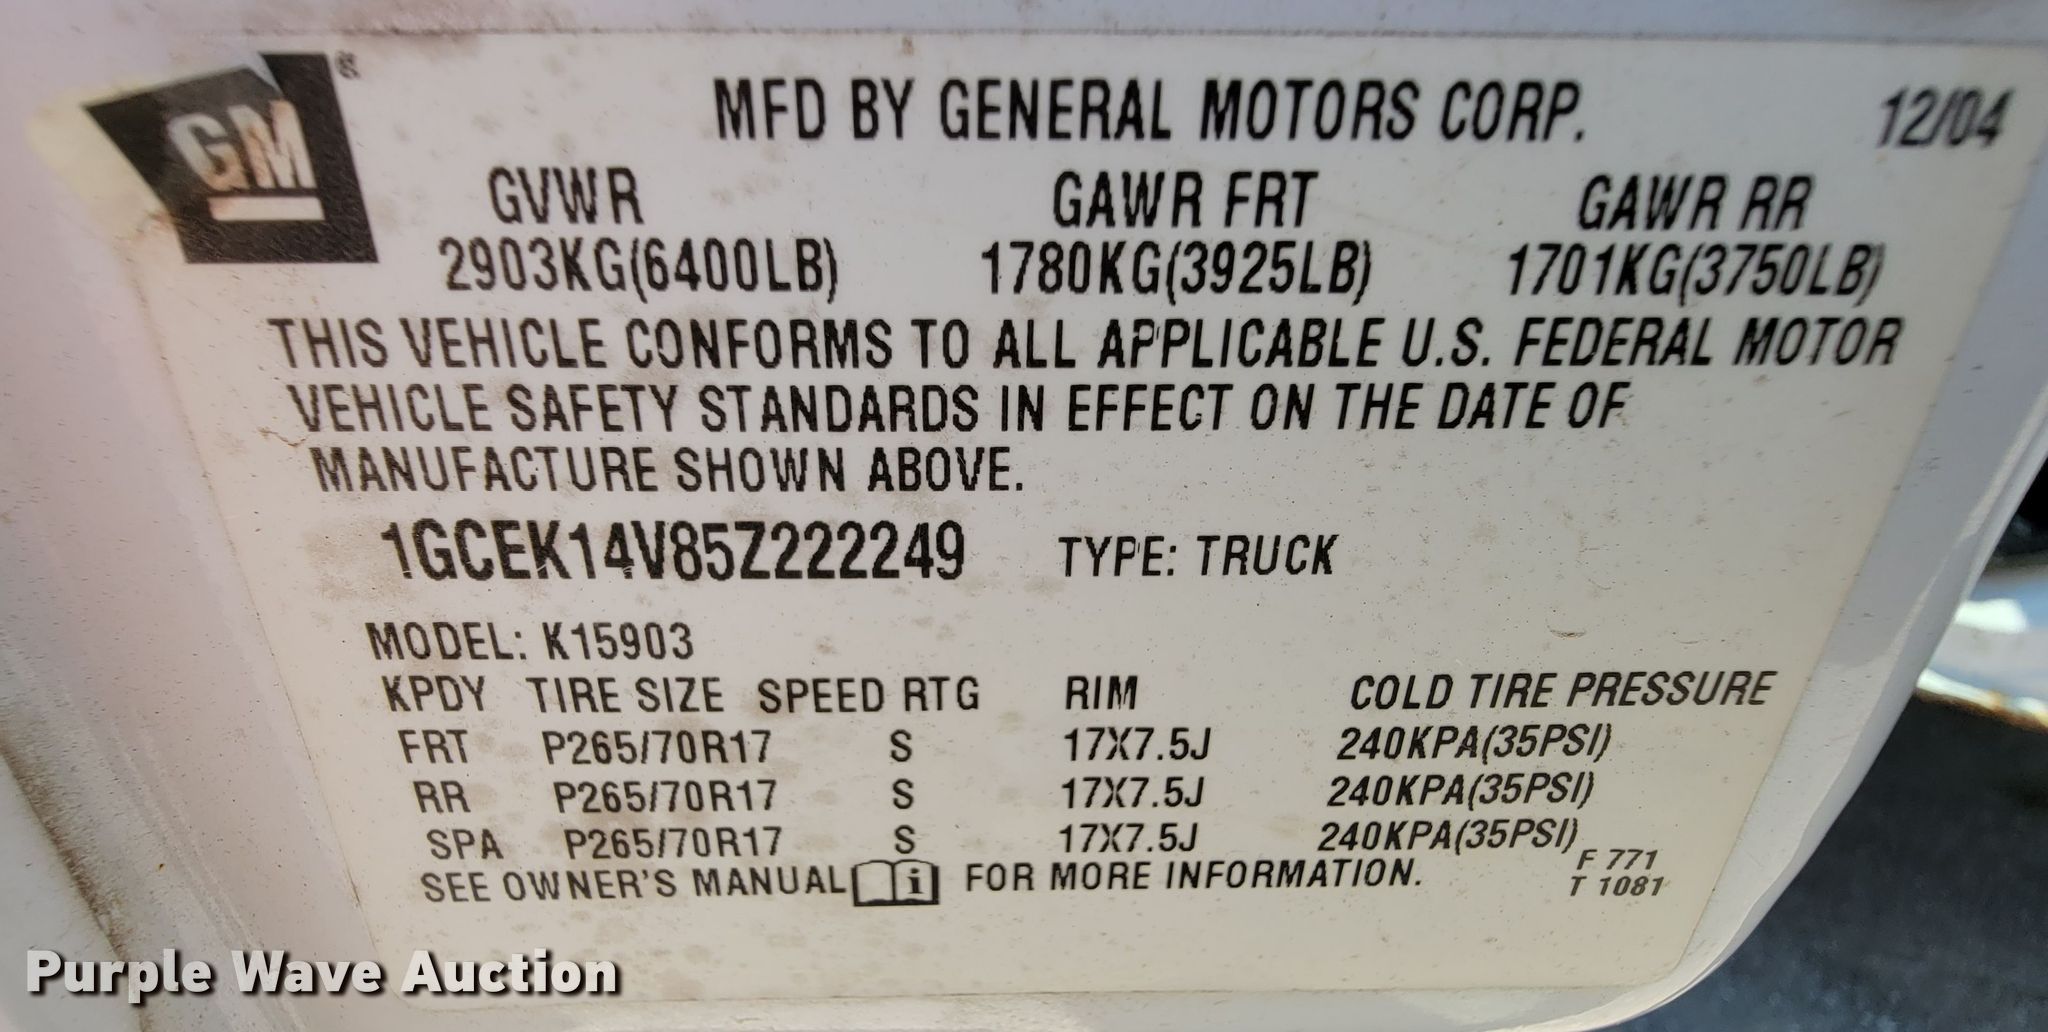 GM®
MFD BY GENERAL MOTORS CORP. 12/04
GVWR GAWR FRT GAWR RR
2903KG(6400LB) 1780KG(3925LB) 1701KG(3750LB)
THIS VEHICLE CONFORMS TO ALL APPLICABLE U.S. FEDERAL MOTOR
VEHICLE SAFETY STANDARDS IN EFFECT ON THE DATE OF
MANUFACTURE SHOWN ABOVE.
1GCEK14V85Z222249 TYPE: TRUCK
MODEL: K15903
KPDY TIRE SIZE SPEED RTG RIM COLD TIRE PRESSURE
FRT P265/70R17 S 17X7.5J 240KPA(35PSI)
RR P265/70R17 S 17X7.5J 240KPA(35PSI)
SPA P265/70R17 S 17X7.5J 240KPA(35PSI)
SEE OWNER'S MANUAL i FOR MORE INFORMATION.
F 771
T 1081
Purple Wave Auction